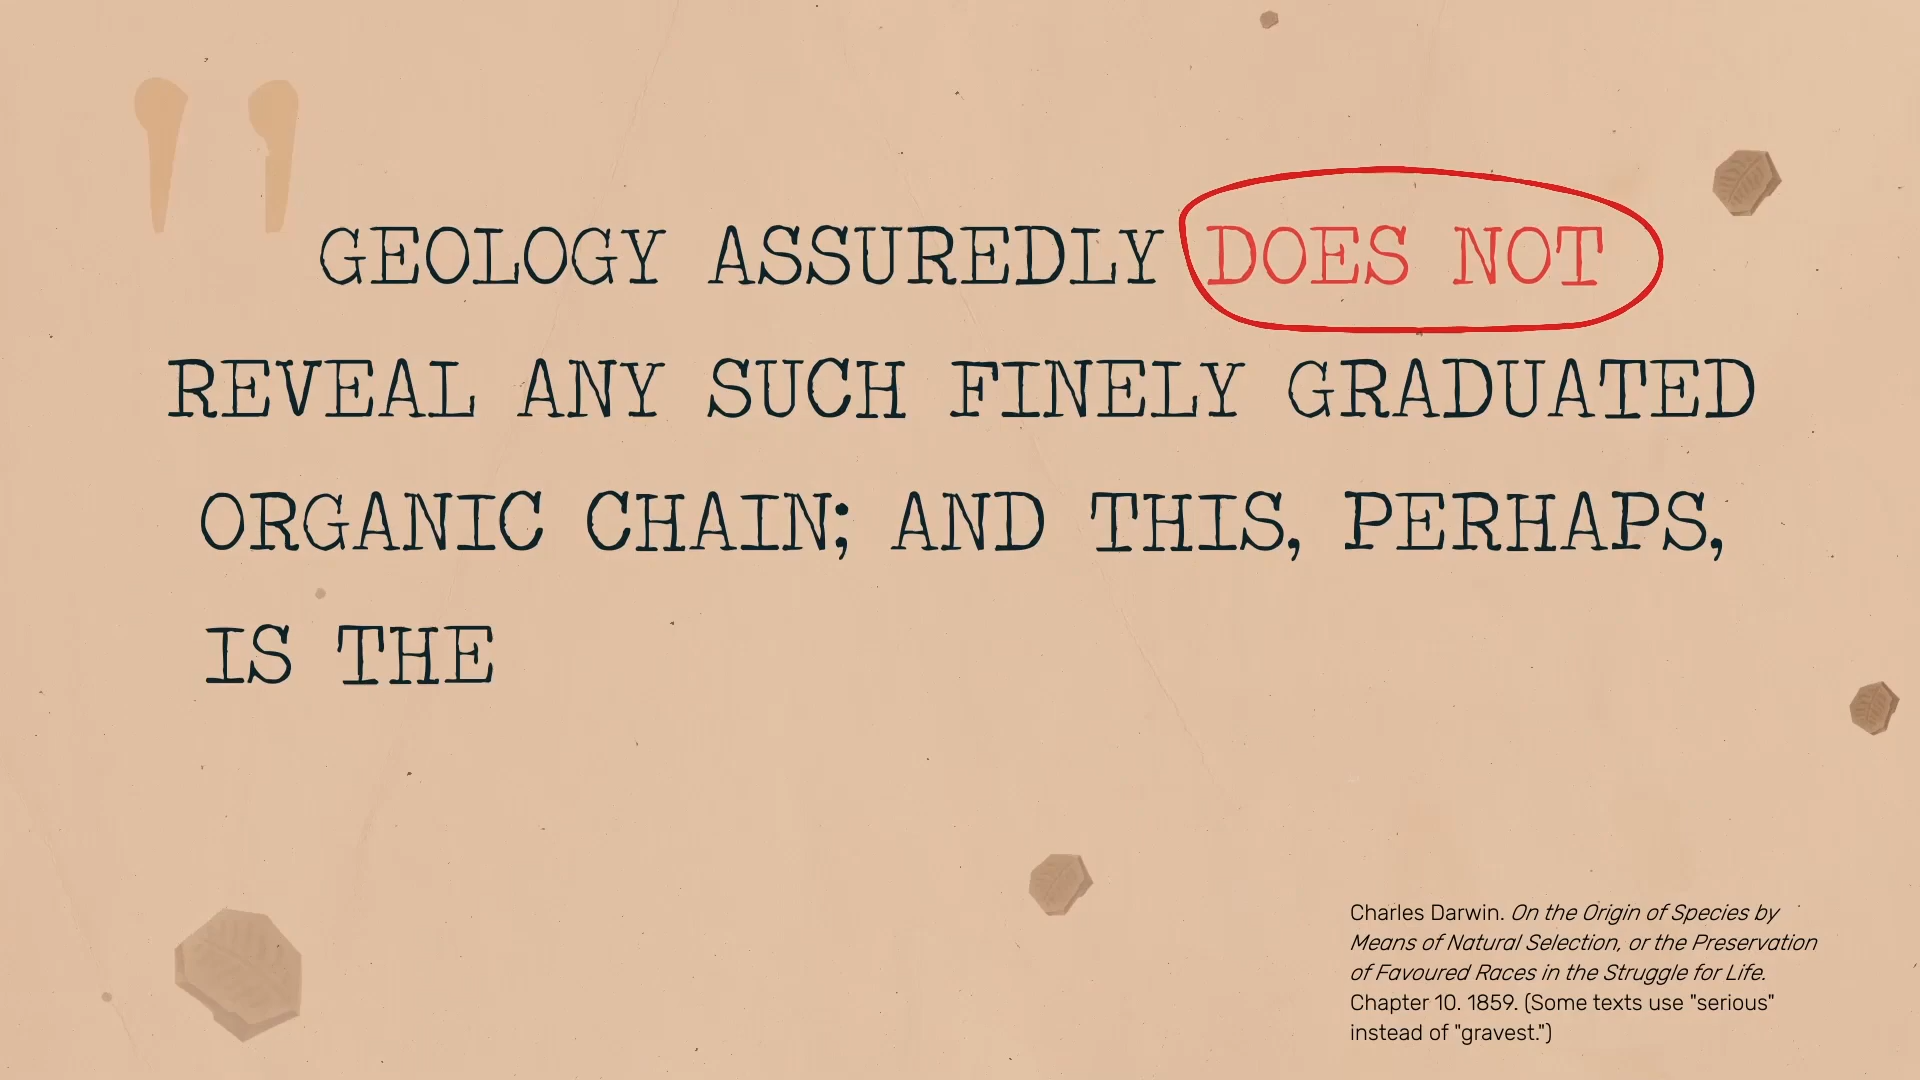 GEOLOGY ASSUREDLY DOES NOT
REVEAL ANY SUCH FINELY GRADUATED
ORGANIC CHAIN; AND THIS, PERHAPS,
IS THE
Charles Darwin. On the Origin of Species by
Means of Natural Selection, or the Preservation
of Favoured Races in the Struggle for Life.
Chapter 10. 1859. (Some texts use "serious"
instead of "gravest.")